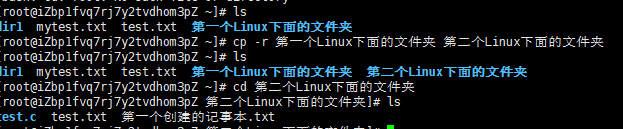 [root@iZbp1fvq7rj7y2tvdhom3pZ ~]# ls
dir1 mytest.txt test.txt 第一个Linux下面的文件夹
[root@iZbp1fvq7rj7y2tvdhom3pZ ~]# cp -r 第一个Linux下面的文件夹 第二个Linux下面的文件夹
[root@iZbp1fvq7rj7y2tvdhom3pZ ~]# ls
dir1 mytest.txt test.txt 第一个Linux下面的文件夹 第二个Linux下面的文件夹
[root@iZbp1fvq7rj7y2tvdhom3pZ ~]# cd 第二个Linux下面的文件夹
[root@iZbp1fvq7rj7y2tvdhom3pZ 第二个Linux下面的文件夹]# ls
test.c test.txt 第一个创建的记事本.txt